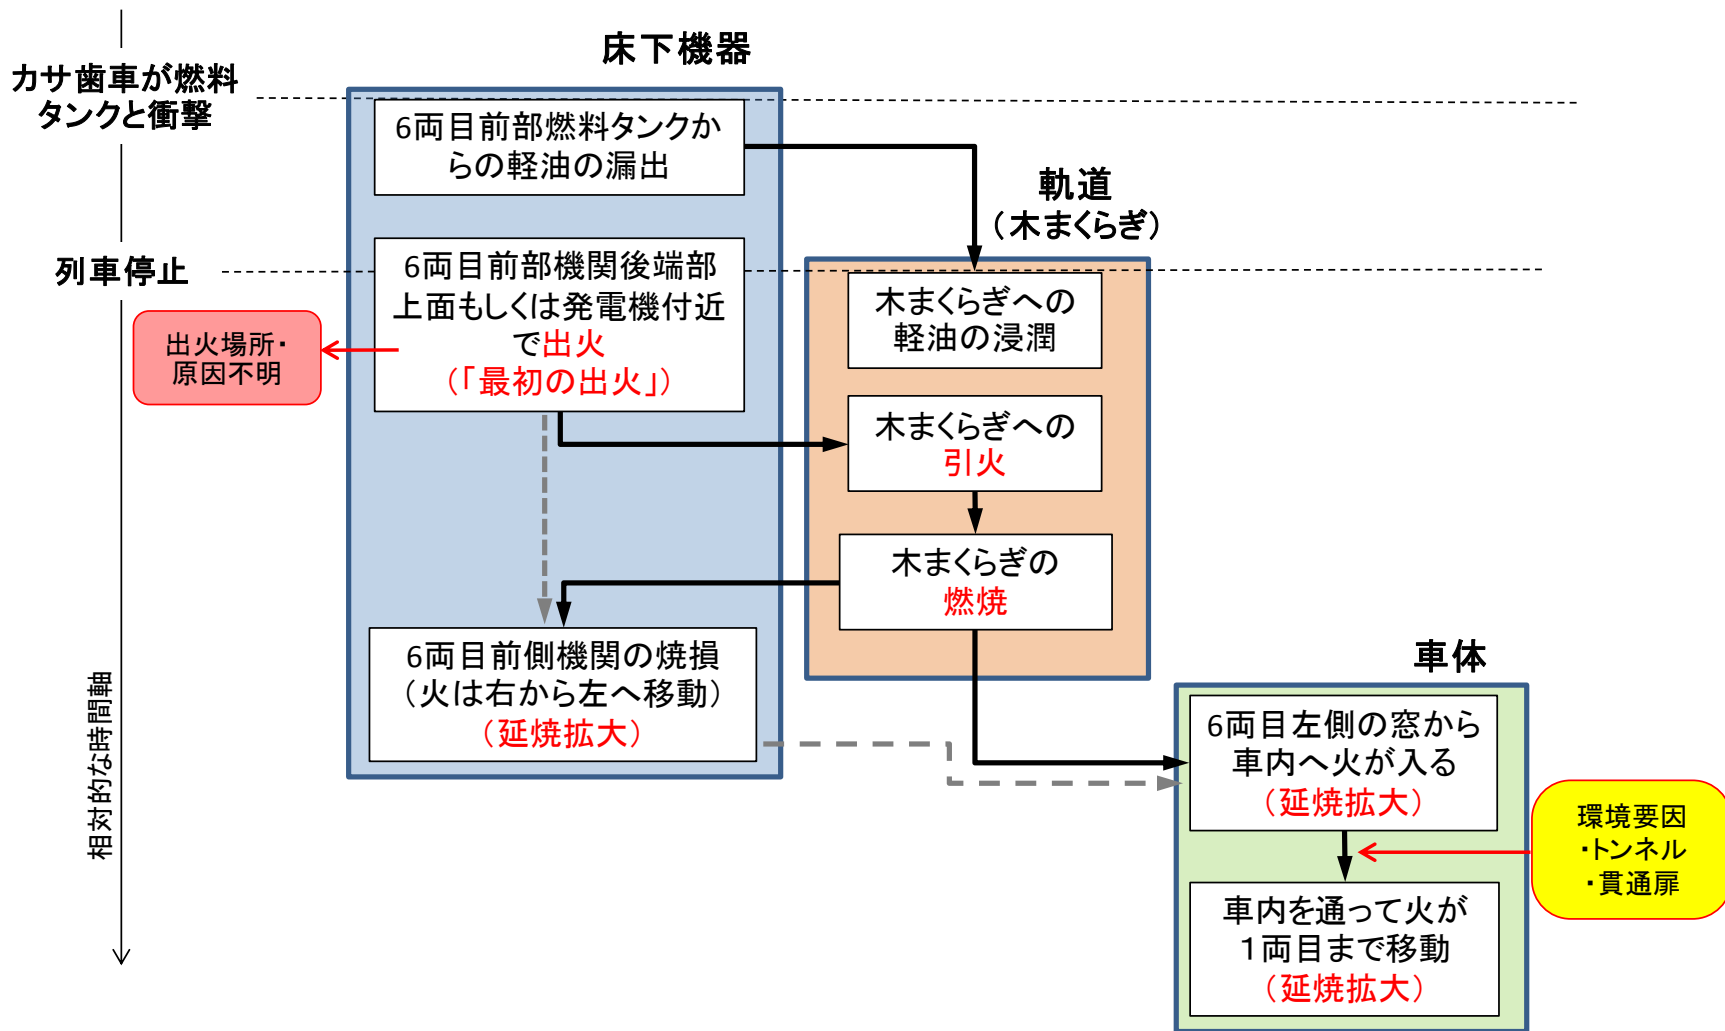 カサ歯車が燃料
タンクと衝撃
列車停止
相対的な時間軸
出火場所・
原因不明
床下機器
6両目前部燃料タンクか
らの軽油の漏出
6両目前部機関後端部
上面もしくは発電機付近
で出火
(「最初の出火」)
6両目前側機関の焼損
(火は右から左へ移動)
(延焼拡大)
軌道
(木まくらぎ)
木まくらぎへの
軽油の浸潤
木まくらぎへの
引火
木まくらぎの
燃焼
車体
6両目左側の窓から
車内へ火が入る
(延焼拡大)
車内を通って火が
1両目まで移動
(延焼拡大)
環境要因
・トンネル
・貫通扉